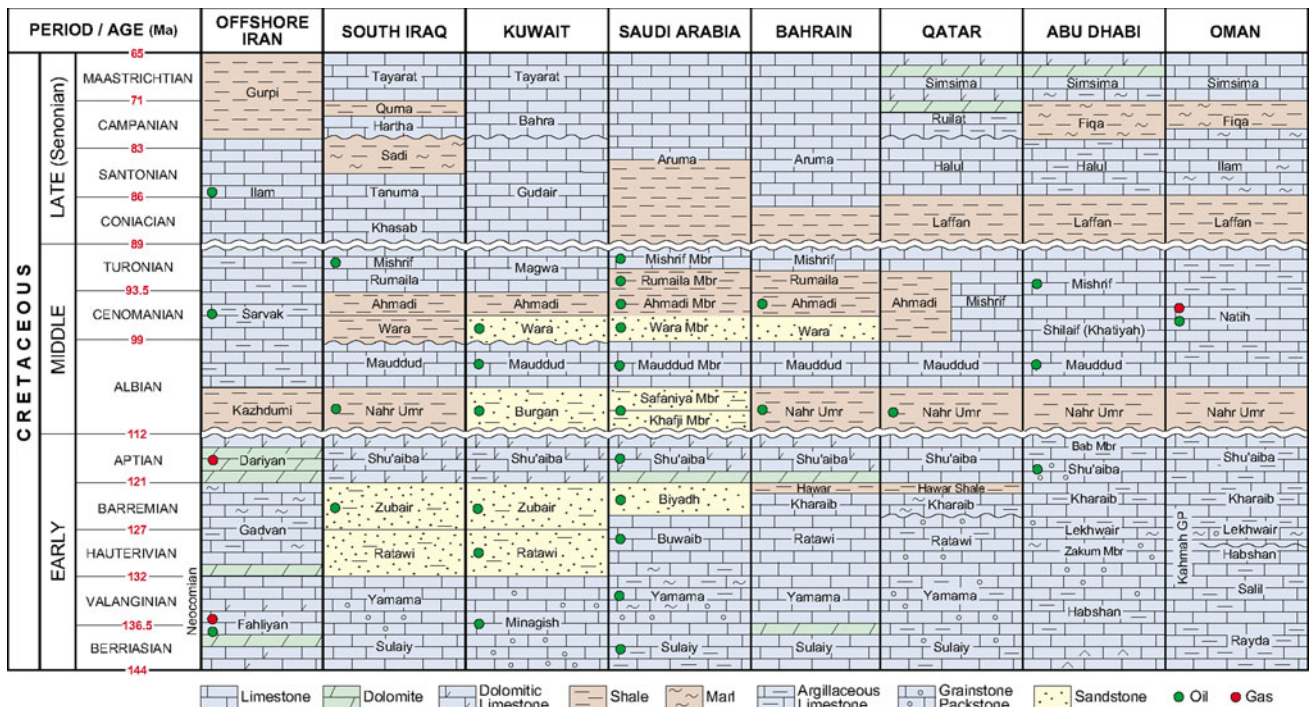 PERIOD / AGE (Ma)
OFFSHORE
IRAN
SOUTH IRAQ
KUWAIT
SAUDI ARABIA
BAHRAIN
QATAR
ABU DHABI
OMAN
CRETACEOUS
LATE (Senonian)
MIDDLE
EARLY
Neocomian
65
MAASTRICHTIAN
71
CAMPANIAN
83
SANTONIAN
86
CONIACIAN
89
TURONIAN
93.5
CENOMANIAN
99
ALBIAN
112
APTIAN
121
BARREMIAN
127
HAUTERIVIAN
132
VALANGINIAN
136.5
BERRIASIAN
144
Gurpi
Ilam
Sarvak
Kazhdumi
Dariyan
Gadvan
Fahliyan
Tayarat
Qurna
Hartha
Sadi
Tanuma
Khasab
Mishrif
Rumaila
Ahmadi
Wara
Mauddud
Nahr Umr
Shu'aiba
Zubair
Ratawi
Yamama
Sulaiy
Tayarat
Bahra
Gudair
Magwa
Ahmadi
Wara
Mauddud
Burgan
Shu'aiba
Zubair
Ratawi
Minagish
Aruma
Mishrif Mbr
Rumaila Mbr
Ahmadi Mbr
Wara Mbr
Mauddud Mbr
Safaniya Mbr
Khafji Mbr
Shu'aiba
Biyadh
Buwaib
Yamama
Sulaiy
Aruma
Mishrif
Rumaila
Ahmadi
Wara
Mauddud
Nahr Umr
Shu'aiba
Hawar
Kharaib
Ratawi
Yamama
Sulaiy
Simsima
Ruilat
Halul
Laffan
Ahmadi
Mishrif
Mauddud
Nahr Umr
Shu'aiba
Hawar Shale
Kharaib
Ratawi
Yamama
Sulaiy
Simsima
Fiqa
Halul
Laffan
Mishrif
Shilaif (Khatiyah)
Mauddud
Nahr Umr
Bab Mbr
Shu'aiba
Kharaib
Lekhwair
Zakum Mbr
Habshan
Simsima
Fiqa
Ilam
Laffan
Natih
Nahr Umr
Shu'aiba
Kharaib
Lekhwair
Habshan
Kahmah GP
Salil
Rayda
Limestone
Dolomite
Dolomitic
Limestone
Shale
Marl
Argillaceous
Limestone
Grainstone
Packstone
Sandstone
Oil
Gas